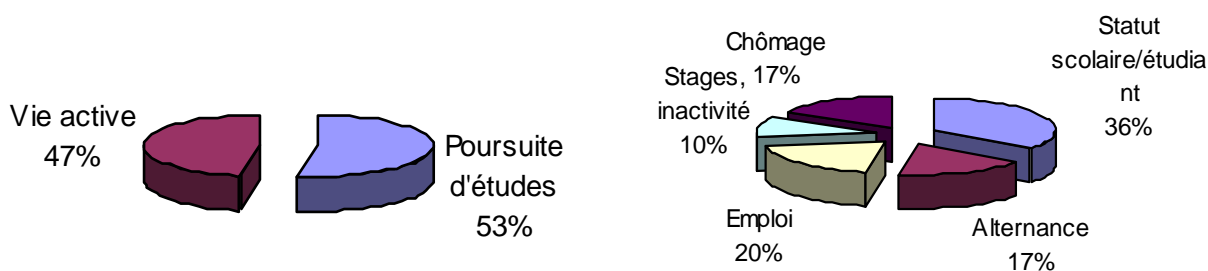 Vie active
47%
Poursuite
d'études
53%
Chômage
17%
Stages,
inactivité
10%
Statut
scolaire/étudia
nt
36%
Emploi
20%
Alternance
17%